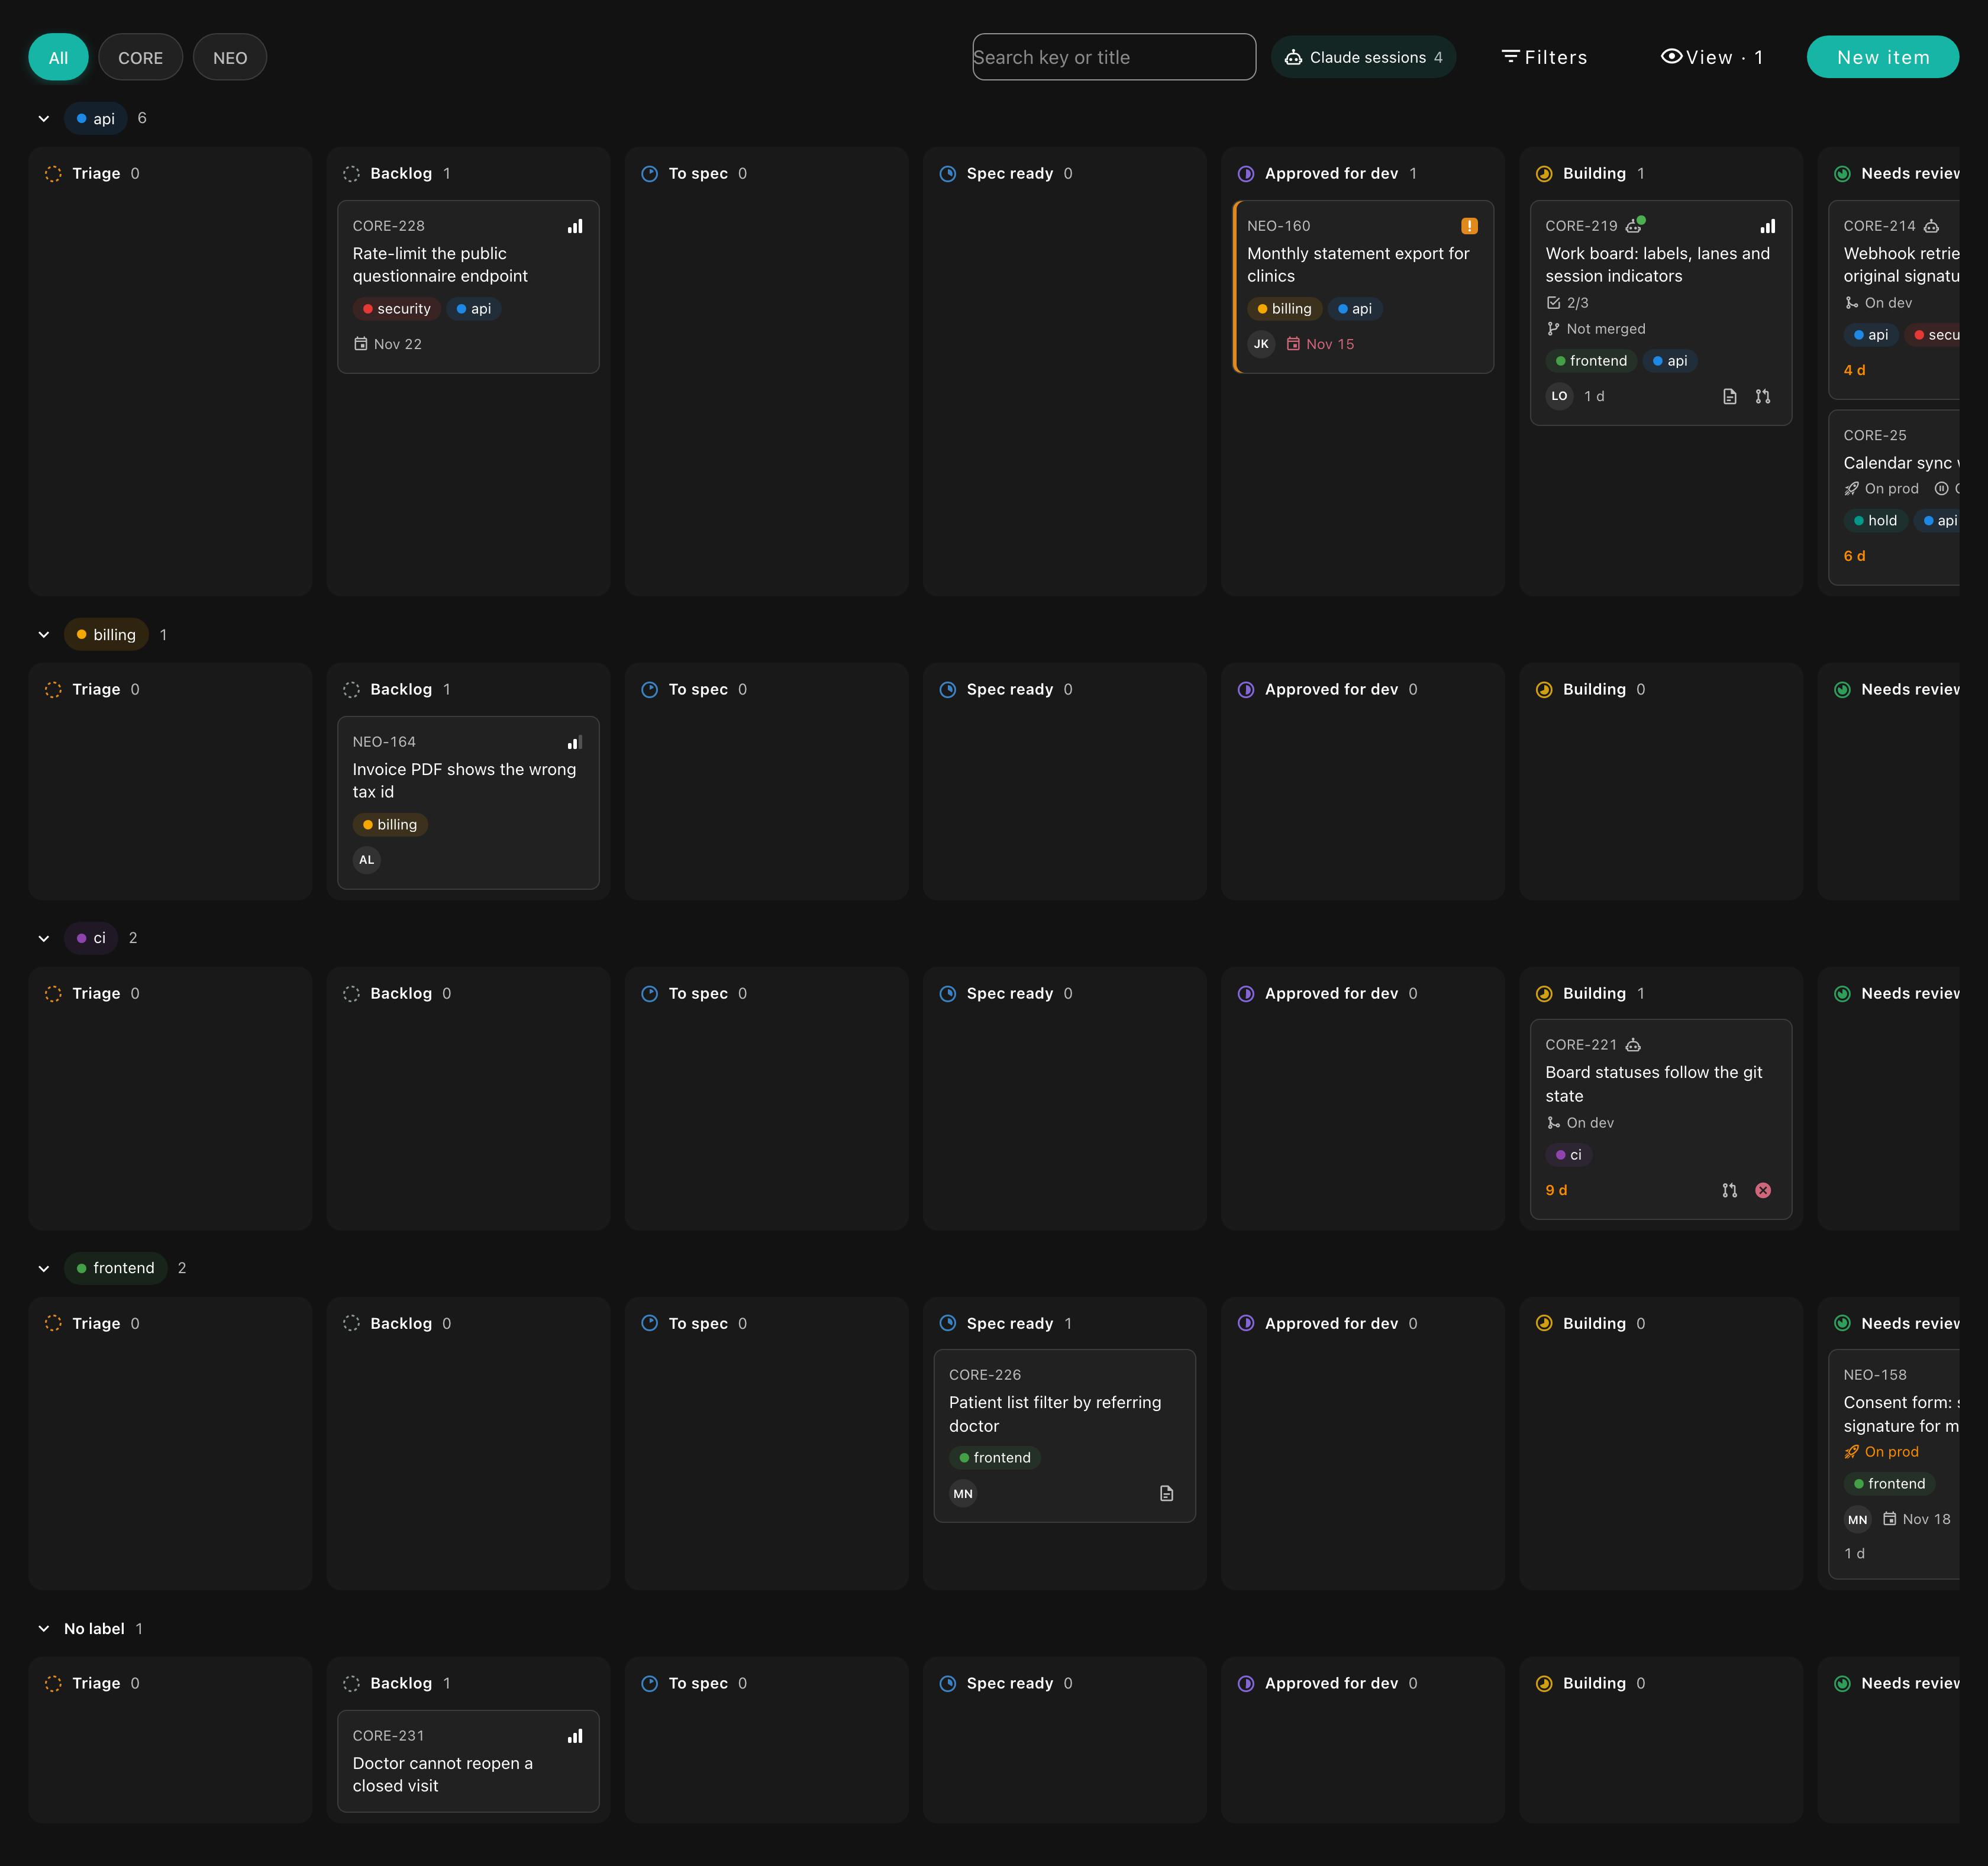 All CORE NEO Search key or title Claude sessions 4 Filters View · 1 New item
api 6
Triage 0 Backlog 1 To spec 0 Spec ready 0 Approved for dev 1 Building 1 Needs review
CORE-228
Rate-limit the public
questionnaire endpoint
security api
Nov 22
NEO-160
Monthly statement export for
clinics
billing api
JK Nov 15
CORE-219
Work board: labels, lanes and
session indicators
2/3
Not merged
frontend api
LO 1 d
CORE-214
Webhook retrie
original signatu
On dev
api secu
4 d
CORE-25
Calendar sync
On prod
hold api
6 d
billing 1
Triage 0 Backlog 1 To spec 0 Spec ready 0 Approved for dev 0 Building 0 Needs review
NEO-164
Invoice PDF shows the wrong
tax id
billing
AL
ci 2
Triage 0 Backlog 0 To spec 0 Spec ready 0 Approved for dev 0 Building 1 Needs review
CORE-221
Board statuses follow the git
state
On dev
ci
9 d
frontend 2
Triage 0 Backlog 0 To spec 0 Spec ready 1 Approved for dev 0 Building 0 Needs review
CORE-226
Patient list filter by referring
doctor
frontend
MN
NEO-158
Consent form:
signature for m
On prod
frontend
MN Nov 18
1 d
No label 1
Triage 0 Backlog 1 To spec 0 Spec ready 0 Approved for dev 0 Building 0 Needs review
CORE-231
Doctor cannot reopen a
closed visit